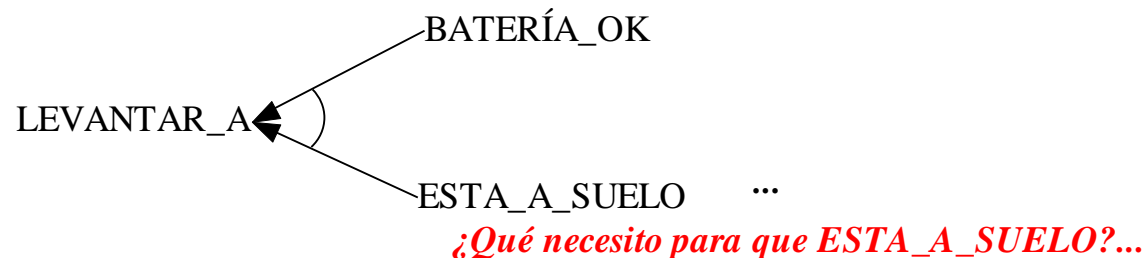 BATERÍA_OK
LEVANTAR_A
ESTA_A_SUELO ...
¿Qué necesito para que ESTA_A_SUELO?...